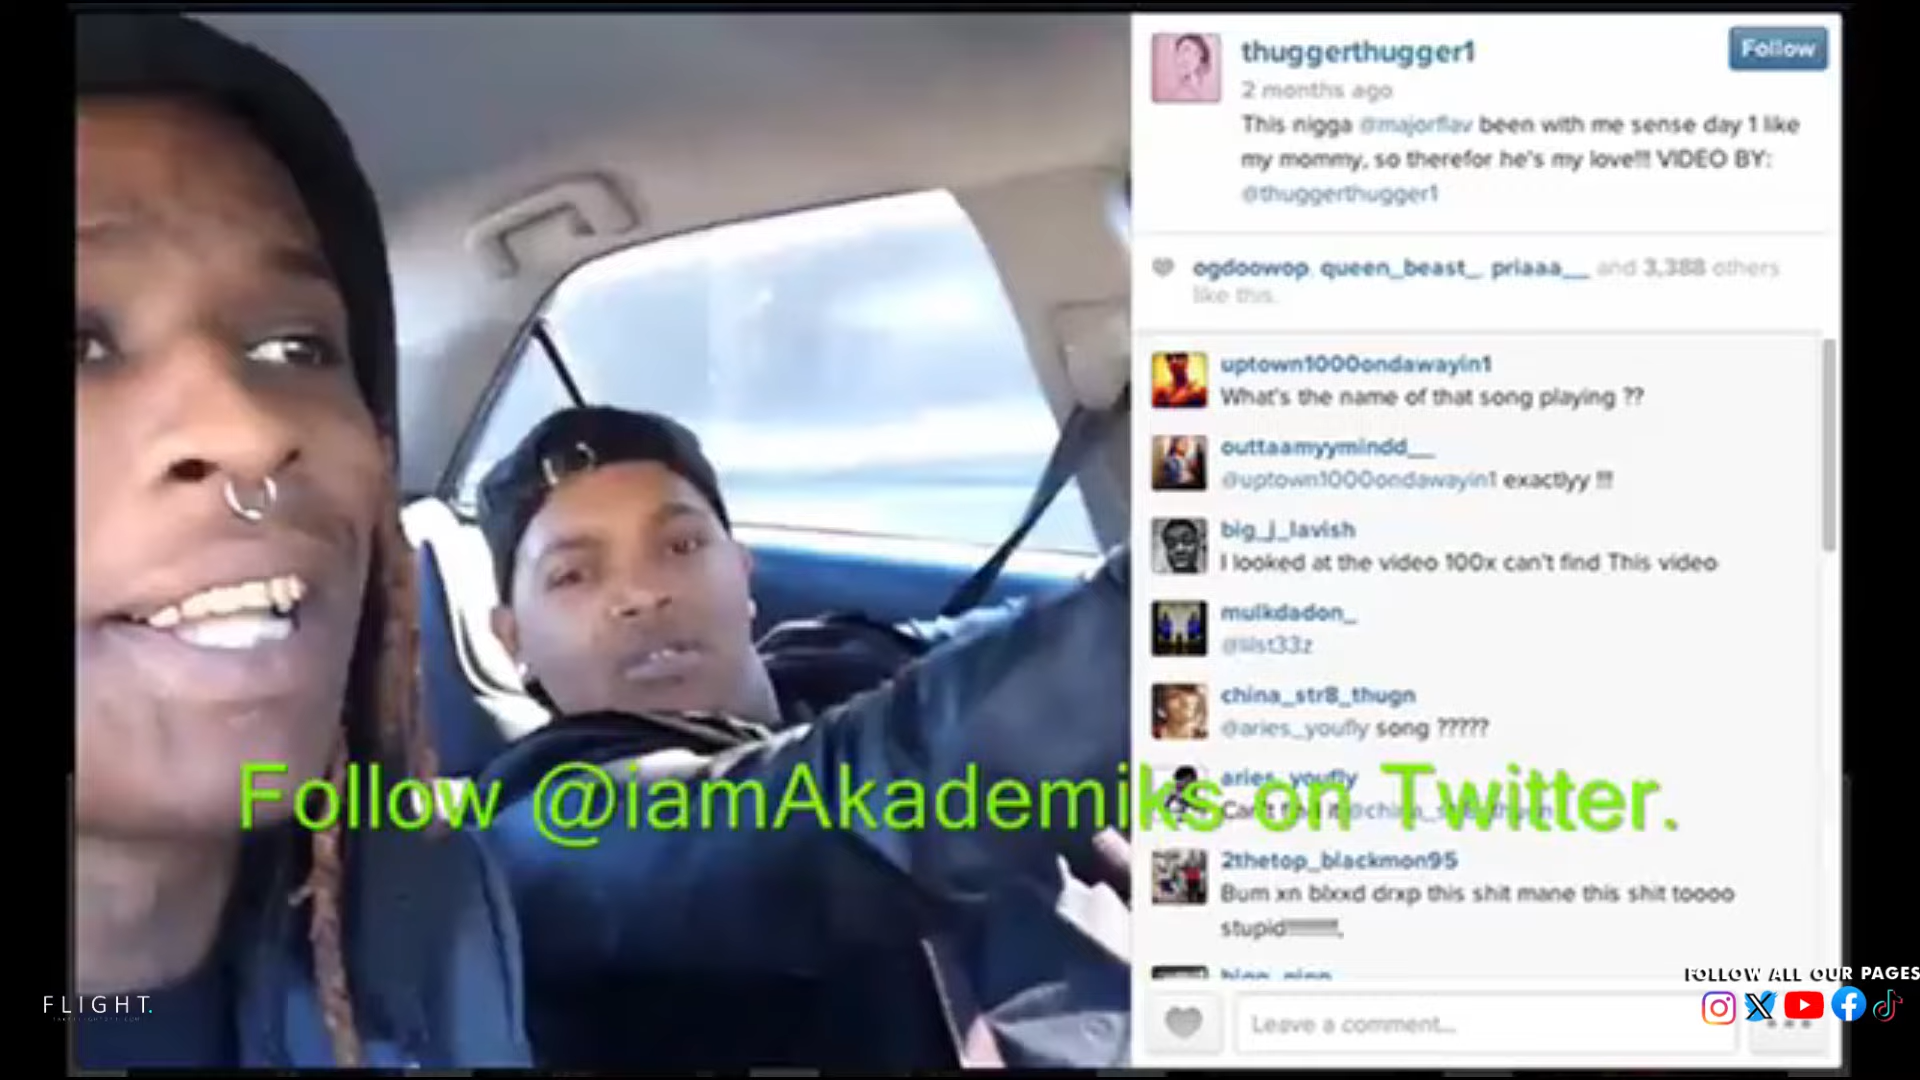 thuggerthugger1
Follow
2 months ago
This nigga @majorflav been with me sense day 1 like
my mommy, so therefor he's my love!!! VIDEO BY:
@thuggerthugger1
ogdoowop, queen_beast_, priaaa__ and 3,388 others
like this.
uptown1000ondawayin1
What's the name of that song playing ??
outtaamyymindd__
@uptown1000ondawayin1 exactlyy !!!
big_j_lavish
I looked at the video 100x can't find This video
mulkdadon_
@lilst33z
china_str8_thugn
@aries_youfly song ?????
aries_youfly
Follow @iamAkademiks on Twitter.
2thetop_blackmon95
Bum xn blxxd drxp this shit mane this shit toooo
FLIGHT.
FOLLOW ALL OUR PAGES
Leave a comment...